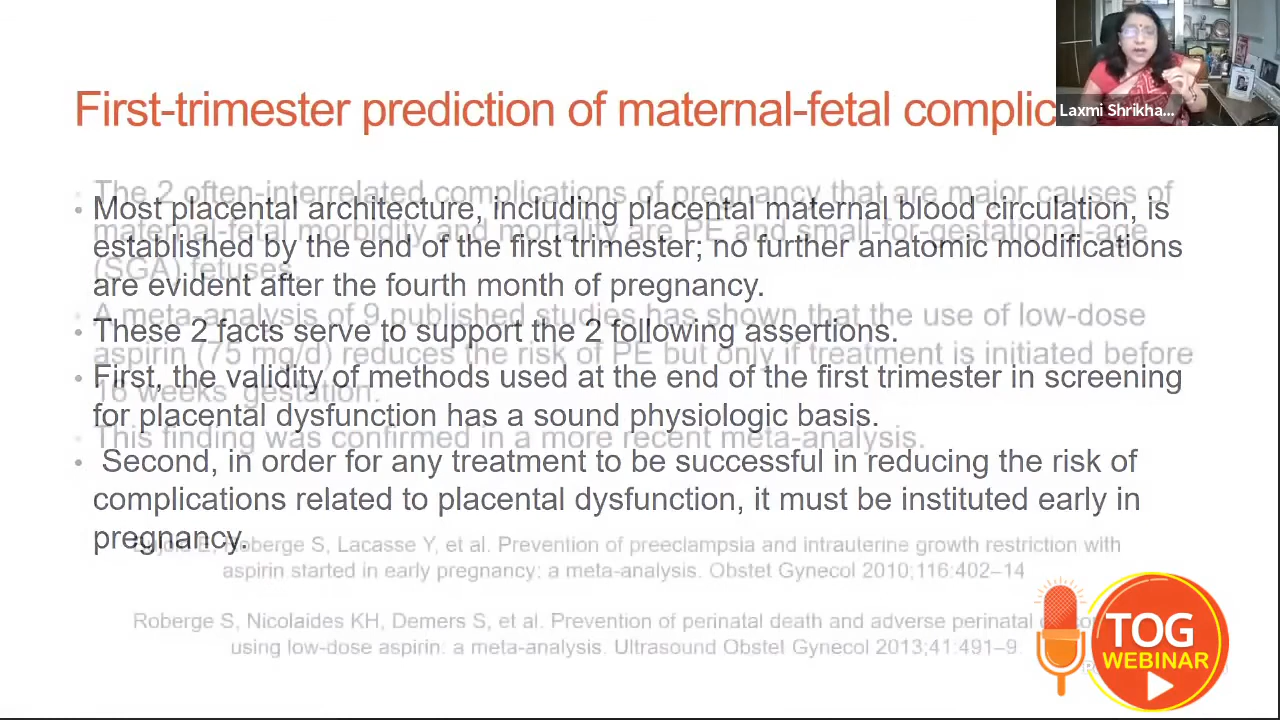 First-trimester prediction of maternal-fetal complic
Laxmi Shrikha...
• Most placental architecture, including placental maternal blood circulation, is
established by the end of the first trimester; no further anatomic modifications
are evident after the fourth month of pregnancy.
• These 2 facts serve to support the 2 following assertions.
• First, the validity of methods used at the end of the first trimester in screening
for placental dysfunction has a sound physiologic basis.
• Second, in order for any treatment to be successful in reducing the risk of
complications related to placental dysfunction, it must be instituted early in
pregnancy.
• The 2 often-interrelated complications of pregnancy that are major causes of
maternal-fetal morbidity and mortality are PE and small-for-gestational-age
(SGA) fetuses.
• A meta-analysis of 9 published studies has shown that the use of low-dose
aspirin (75 mg/d) reduces the risk of PE but only if treatment is initiated before
16 weeks' gestation.
• This finding was confirmed in a more recent meta-analysis.
S, Lacasse Y, et al. Prevention of preeclampsia and intrauterine growth restriction with
aspirin started in early pregnancy: a meta-analysis. Obstet Gynecol 2010;116:402–14
Roberge S, Nicolaides KH, Demers S, et al. Prevention of perinatal death and adverse perinatal
using low-dose aspirin: a meta-analysis. Ultrasound Obstet Gynecol 2013;41:491–9
TOG
WEBINAR